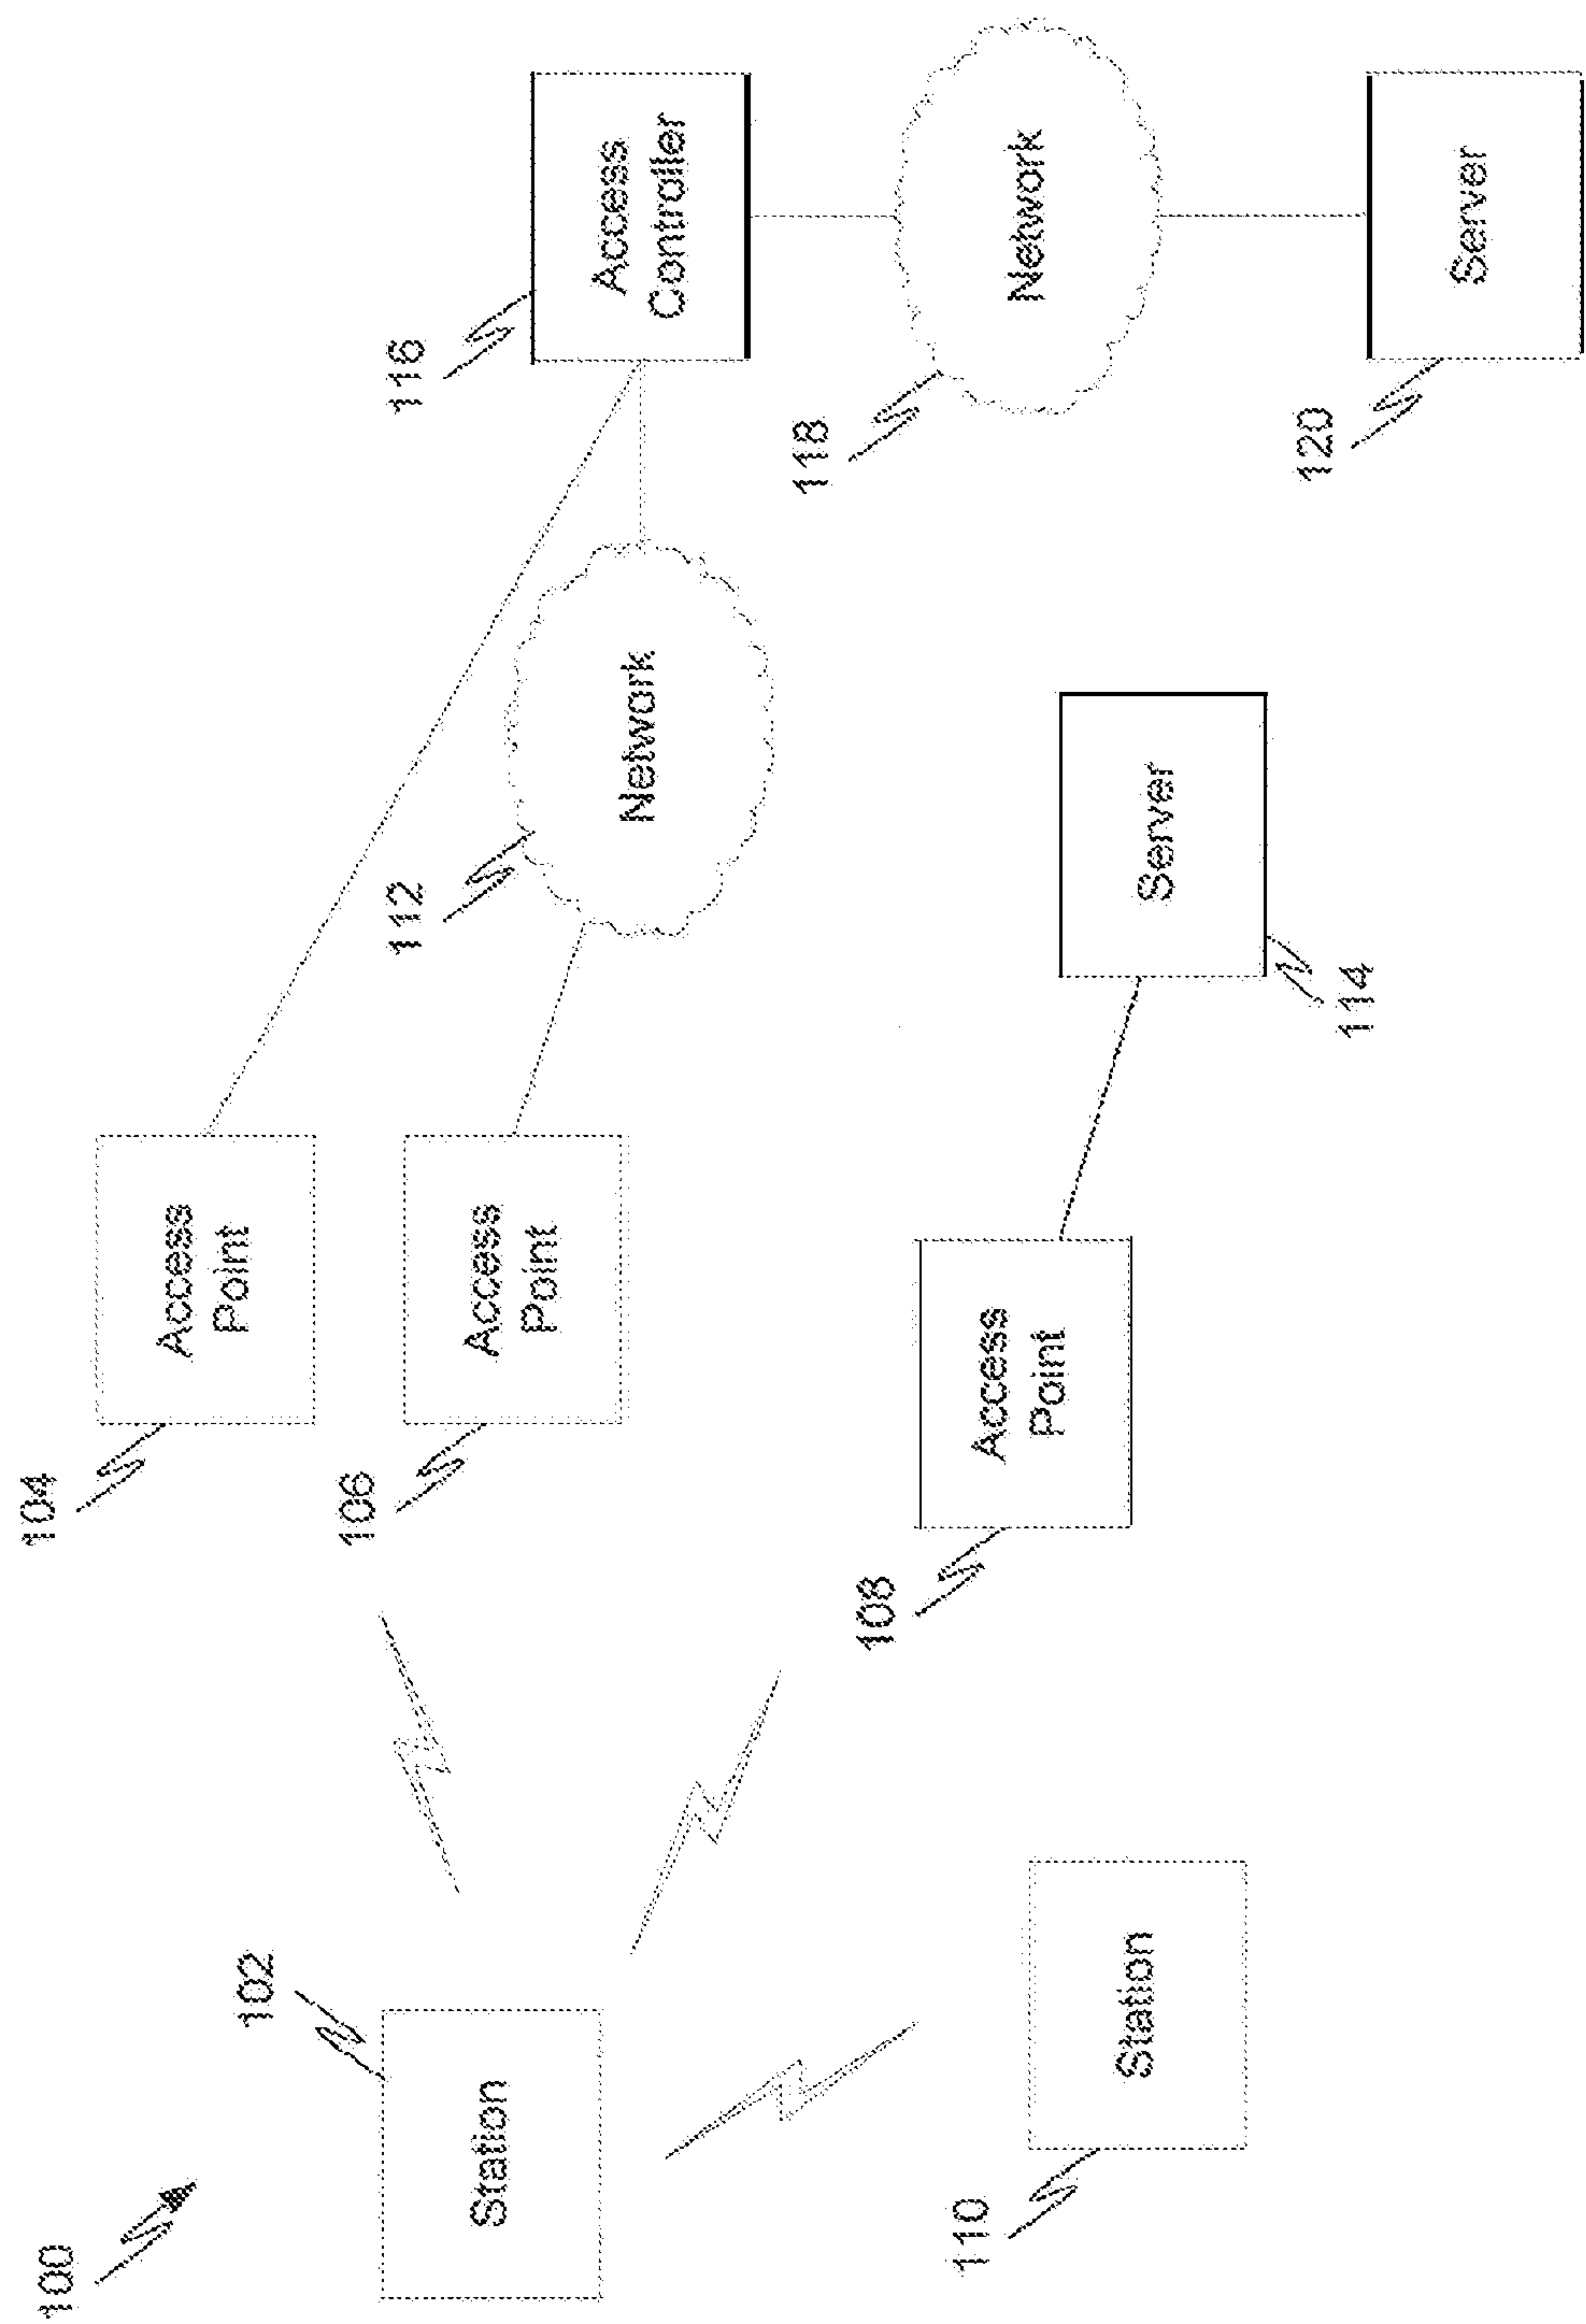 100
102
Station
110
Station
104
Access
Point
106
Access
Point
108
Access
Point
112
Network
114
Server
116
Access
Controller
118
Network
120
Server